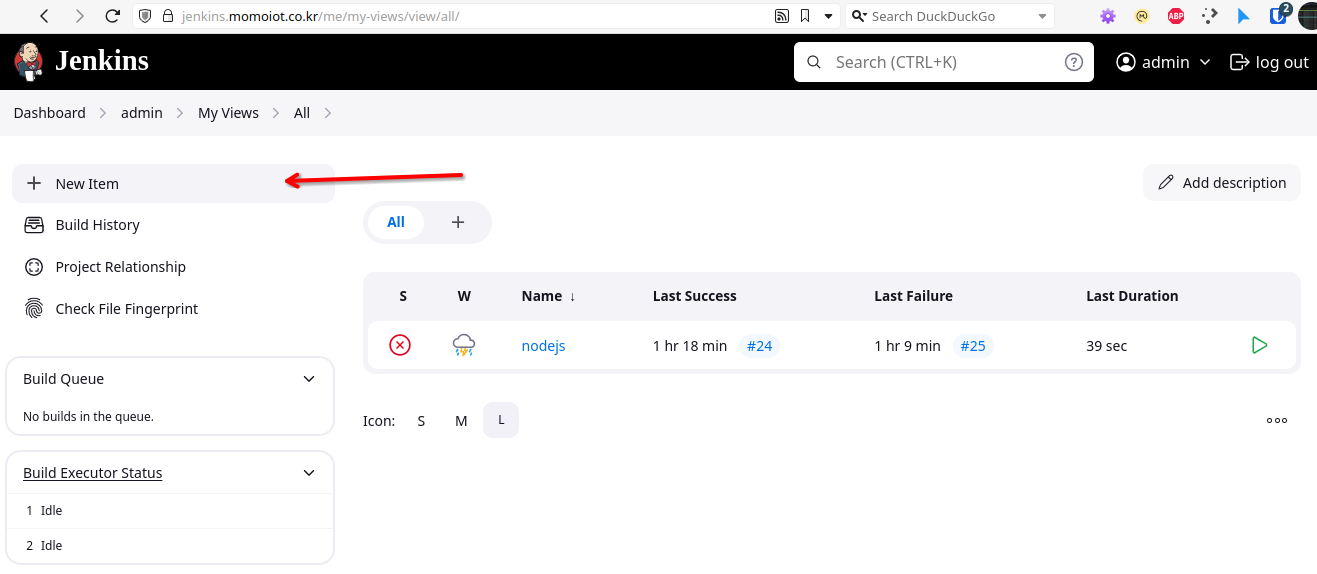 jenkins.momoiot.co.kr/me/my-views/view/all/
Search DuckDuckGo
ABP
2
Jenkins
Search (CTRL+K)
?
admin
log out
Dashboard
admin
My Views
All
New Item
Add description
Build History
All
+
Project Relationship
Check File Fingerprint
S W Name ↓ Last Success Last Failure Last Duration
nodejs 1 hr 18 min #24 1 hr 9 min #25 39 sec
Build Queue
No builds in the queue.
Icon: S M L
Build Executor Status
1 Idle
2 Idle